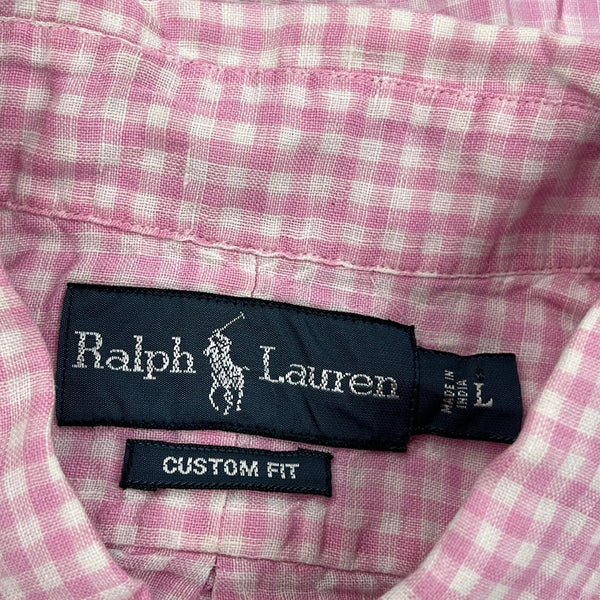 Ralph Lauren
MADE IN
INDIA
L
CUSTOM FIT